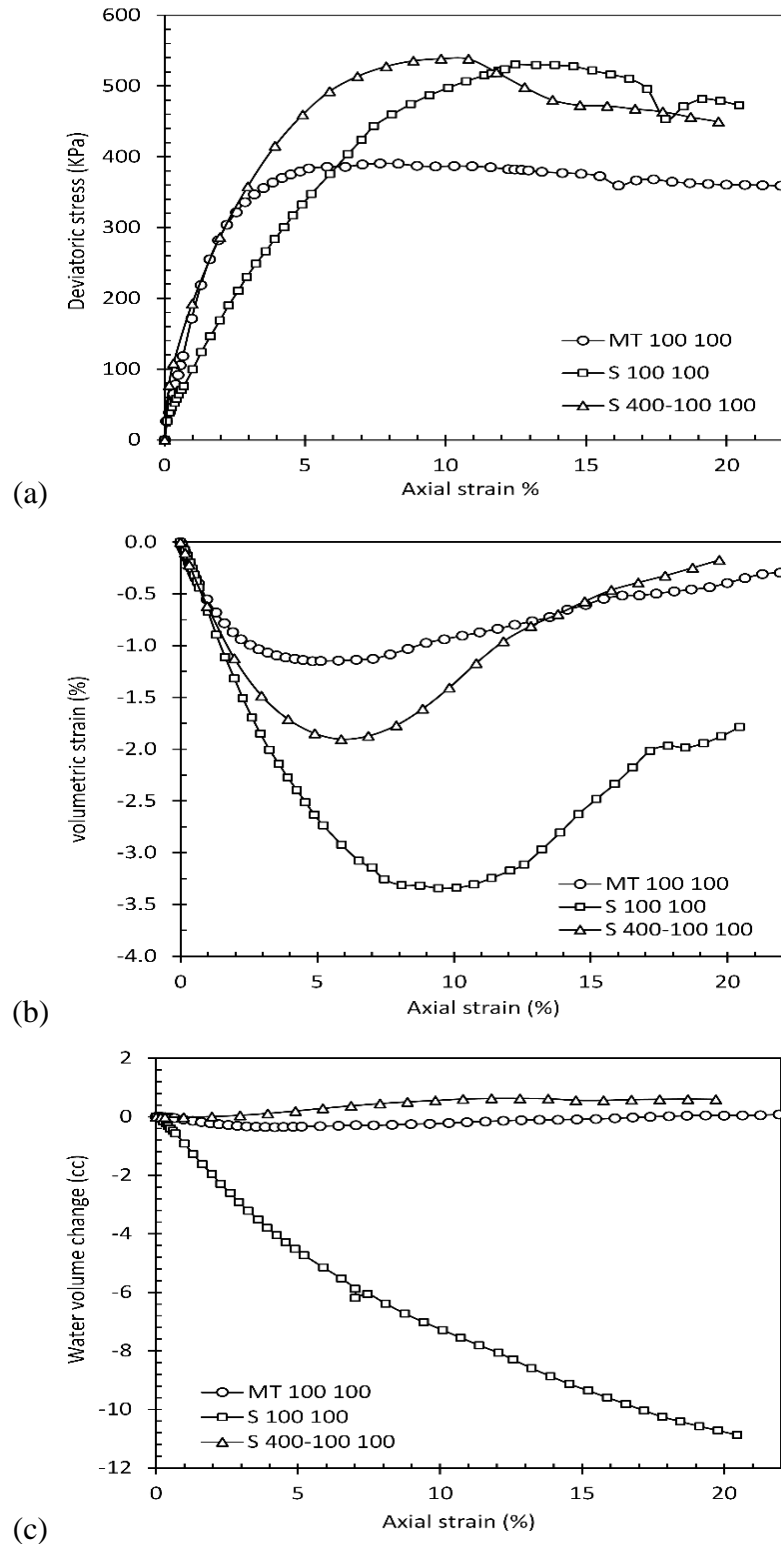 600
500
400
300
200
100
0
Deviatoric stress (KPa)
MT 100 100
S 100 100
S 400-100 100
0
5
10
15
20
Axial strain %
(a)
0.0
-0.5
-1.0
-1.5
-2.0
-2.5
-3.0
-3.5
-4.0
volumetric strain (%)
MT 100 100
S 100 100
S 400-100 100
0
5
10
15
20
Axial strain (%)
(b)
2
0
-2
-4
-6
-8
-10
-12
Water volume change (cc)
MT 100 100
S 100 100
S 400-100 100
0
5
10
15
20
Axial strain (%)
(c)